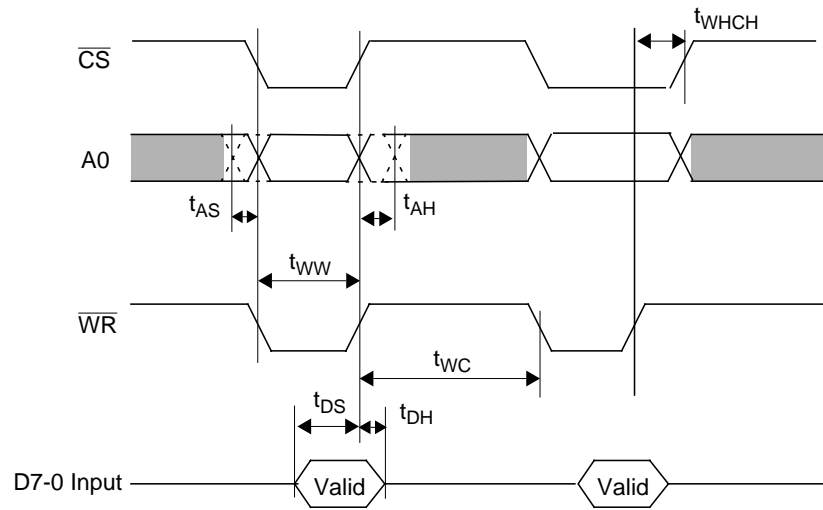 tWHCH
CS
A0
tAS
tAH
tWW
WR
tWC
tDS
tDH
D7-0 Input
Valid
Valid